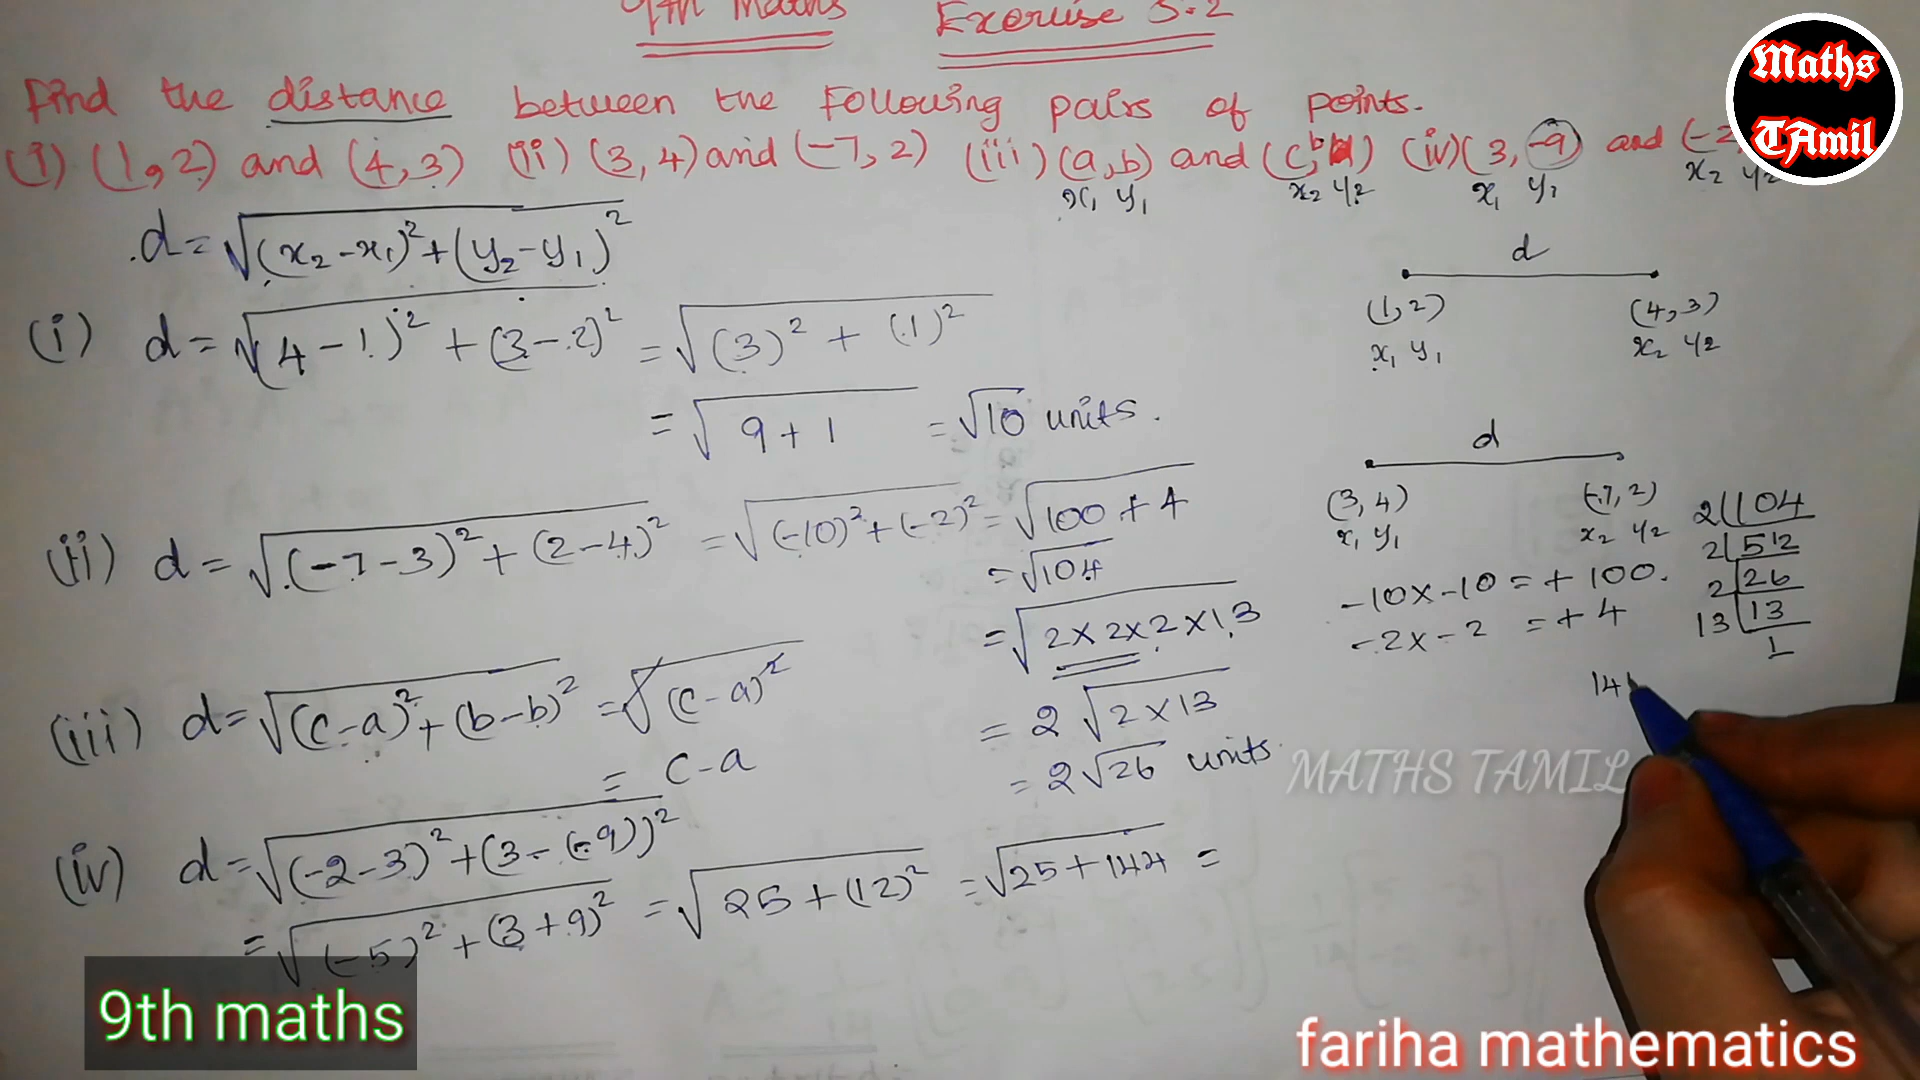 9th Maths Exercise 5.2
Find the distance between the following pairs of points.
(i) (1,2) and (4,3) (ii) (3,4) and (-7,2) (iii) (a,b) and (c,b) (iv) (3,-9) and (-2,
x₁ y₁ x₂ y₂ x₁ y₁ x₂ y₂
d = √(x₂-x₁)²+(y₂-y₁)²
d
(1,2) (4,3)
x₁ y₁ x₂ y₂
(i) d = √(4-1)² + (3-2)² = √(3)² + (1)²
= √9+1 = √10 units.
d
(3,4) (-7,2)
x₁ y₁ x₂ y₂
(ii) d = √(-7-3)² + (2-4)² = √(-10)²+(-2)² = √100+4
= √104
= √2×2×2×13
= 2√2×13
= 2√26 units.
-10×-10 = +100.
-2×-2 = +4
2|104
2|52
2|26
13|13
1
14
(iii) d = √(c-a)²+(b-b)² = √(c-a)²
= c-a
(iv) d = √(-2-3)²+(3-(-9))²
= √(-5)²+(3+9)² = √25+(12)² = √25+144 =
Maths
TAmil
MATHS TAMIL
9th maths
fariha mathematics